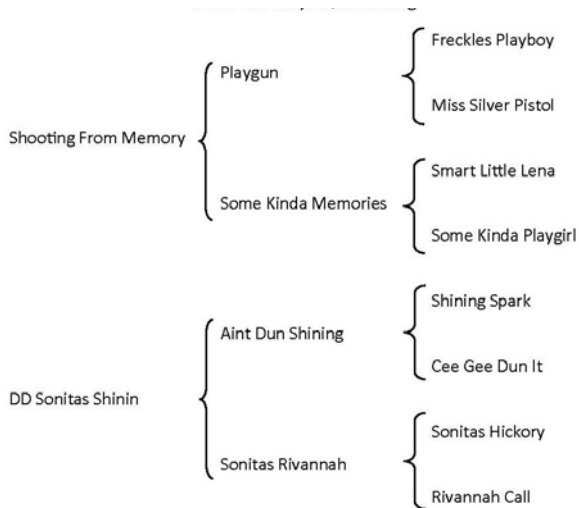 Freckles Playboy
Playgun
Miss Silver Pistol
Shooting From Memory
Smart Little Lena
Some Kinda Memories
Some Kinda Playgirl
Shining Spark
Aint Dun Shining
Cee Gee Dun It
DD Sonitas Shinin
Sonitas Hickory
Sonitas Rivannah
Rivannah Call